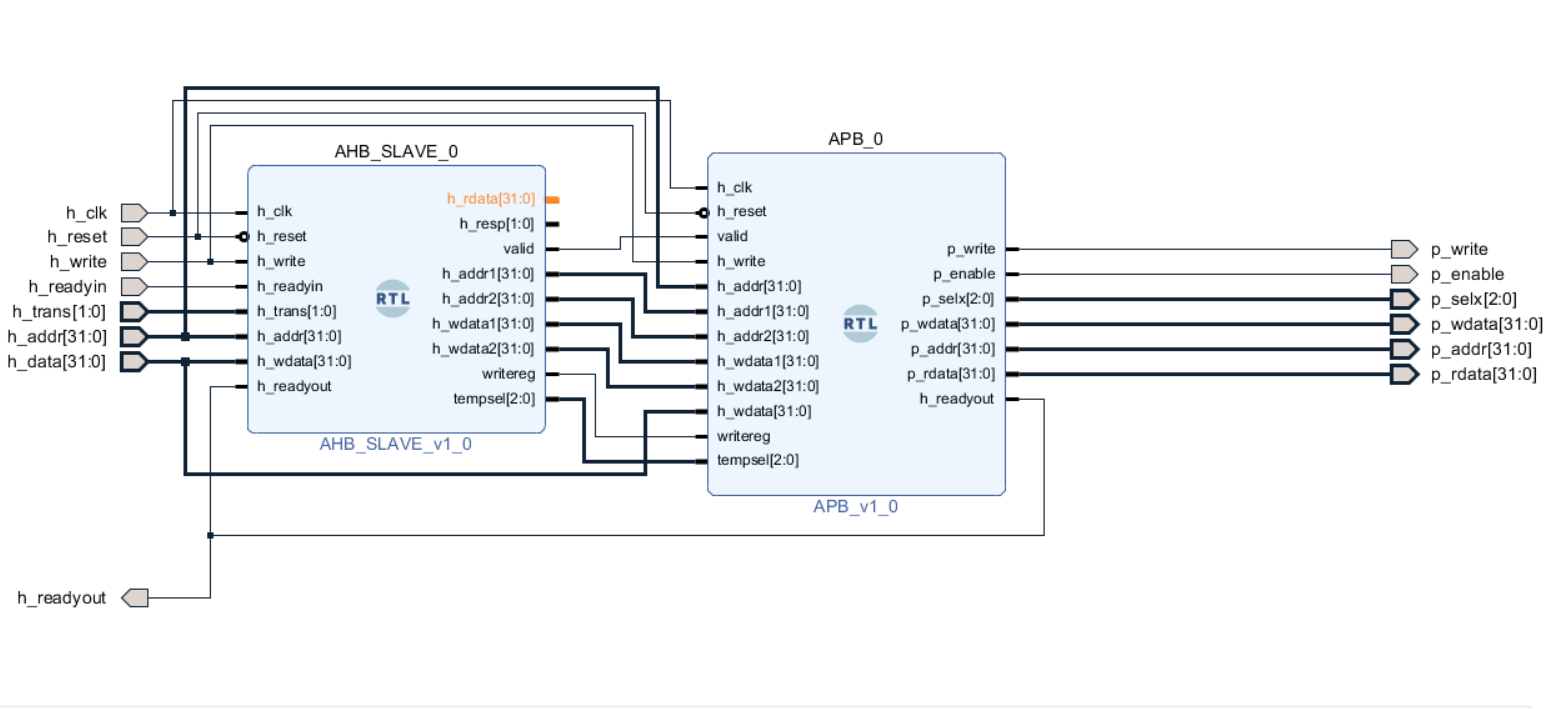 AHB_SLAVE_0
APB_0
h_clk
h_reset
h_write
h_readyin
h_trans[1:0]
h_addr[31:0]
h_data[31:0]
h_readyout
h_clk
h_reset
h_write
h_readyin
h_trans[1:0]
h_addr[31:0]
h_wdata[31:0]
h_readyout
RTL
h_rdata[31:0]
h_resp[1:0]
valid
h_addr1[31:0]
h_addr2[31:0]
h_wdata1[31:0]
h_wdata2[31:0]
writereg
tempsel[2:0]
AHB_SLAVE_v1_0
h_clk
h_reset
valid
h_write
h_addr[31:0]
h_addr1[31:0]
h_addr2[31:0]
h_wdata1[31:0]
h_wdata2[31:0]
h_wdata[31:0]
writereg
tempsel[2:0]
RTL
p_write
p_enable
p_selx[2:0]
p_wdata[31:0]
p_addr[31:0]
p_rdata[31:0]
h_readyout
APB_v1_0
p_write
p_enable
p_selx[2:0]
p_wdata[31:0]
p_addr[31:0]
p_rdata[31:0]